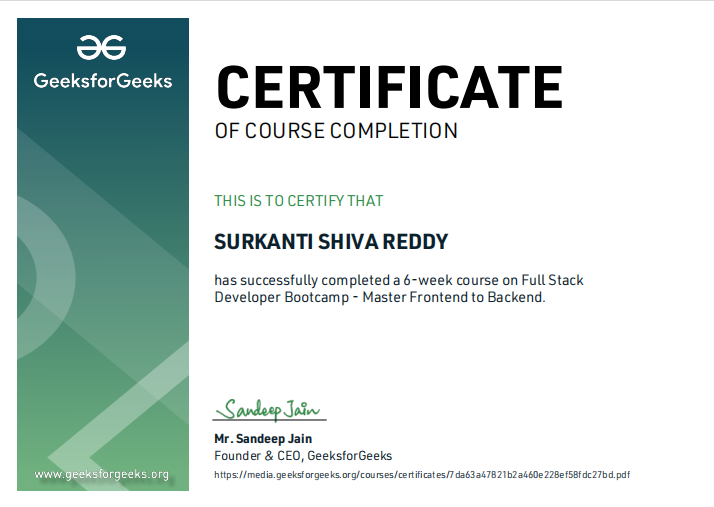 GeeksforGeeks
CERTIFICATE
OF COURSE COMPLETION
THIS IS TO CERTIFY THAT
SURKANTI SHIVA REDDY
has successfully completed a 6-week course on Full Stack
Developer Bootcamp - Master Frontend to Backend.
Sandeep Jain
Mr. Sandeep Jain
Founder & CEO, GeeksforGeeks
https://media.geeksforgeeks.org/courses/certificates/7da63a47821b2a460e228ef58fdc27bd.pdf
www.geeksforgeeks.org